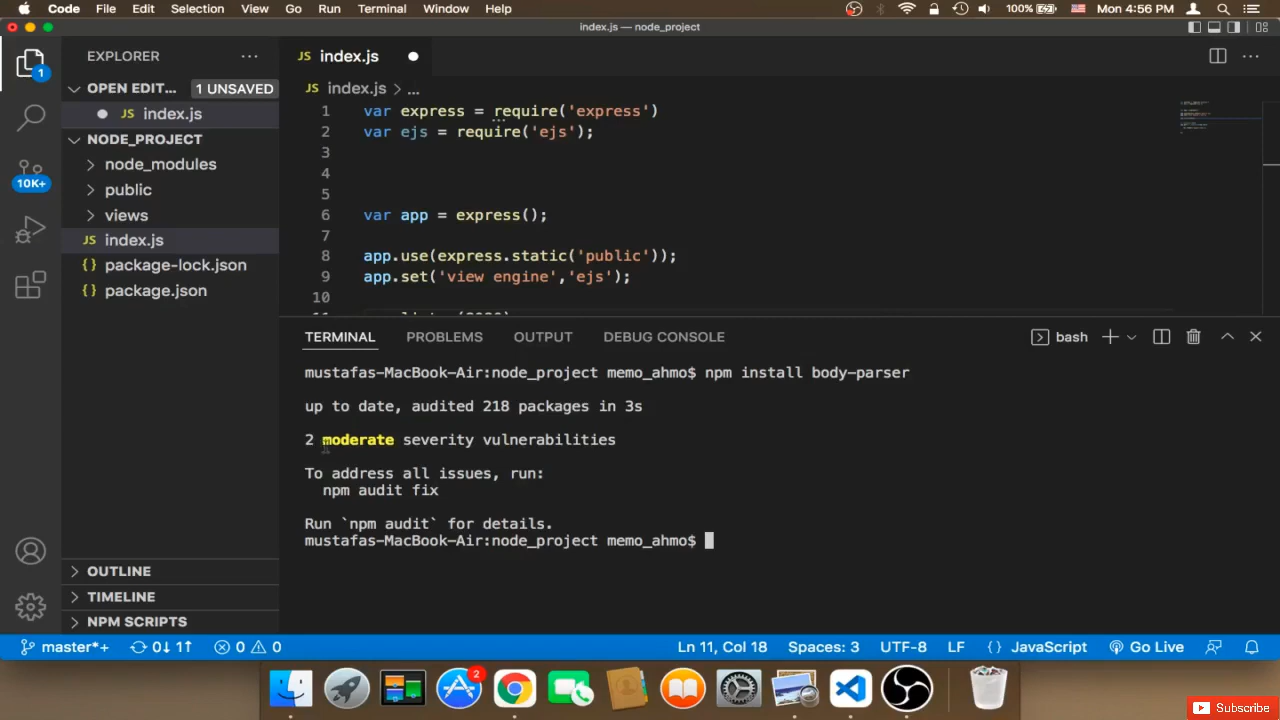 Code File Edit Selection View Go Run Terminal Window Help 100% Mon 4:56 PM
index.js — node_project
EXPLORER
JS index.js
OPEN EDIT... 1 UNSAVED
JS index.js > ...
JS index.js
NODE_PROJECT
node_modules
public
views
JS index.js
{} package-lock.json
{} package.json
1
10K+
1 var express = require('express')
2 var ejs = require('ejs');
3
4
5
6 var app = express();
7
8 app.use(express.static('public'));
9 app.set('view engine','ejs');
10
TERMINAL PROBLEMS OUTPUT DEBUG CONSOLE bash
mustafas-MacBook-Air:node_project memo_ahmo$ npm install body-parser
up to date, audited 218 packages in 3s
2 moderate severity vulnerabilities
To address all issues, run:
npm audit fix
Run `npm audit` for details.
mustafas-MacBook-Air:node_project memo_ahmo$
OUTLINE
TIMELINE
NPM SCRIPTS
master*+ 0↓ 1↑ 0 0 Ln 11, Col 18 Spaces: 3 UTF-8 LF {} JavaScript Go Live
2
Subscribe